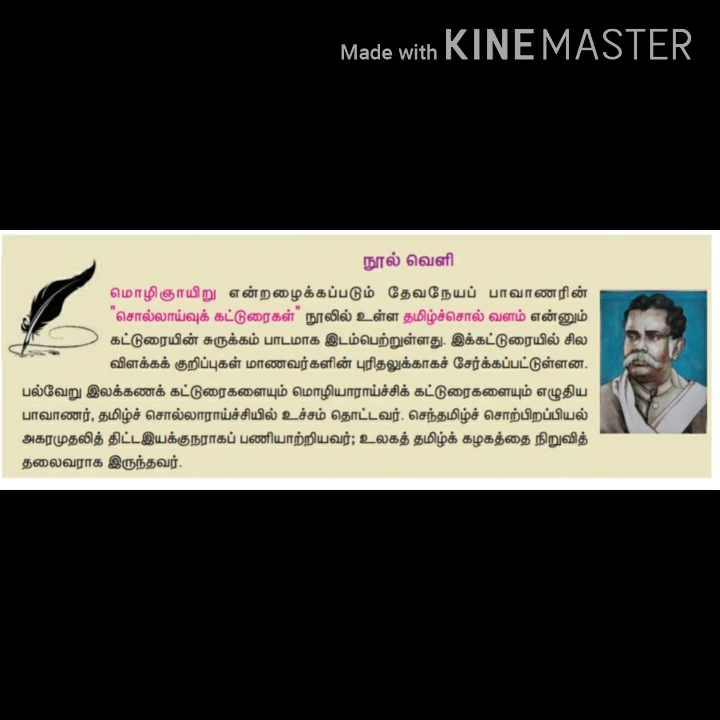 Made with KINEMASTER
நூல் வெளி
மொழிஞாயிறு என்றழைக்கப்படும் தேவநேயப் பாவாணரின்
"சொல்லாய்வுக் கட்டுரைகள்" நூலில் உள்ள தமிழ்ச்சொல் வளம் என்னும்
கட்டுரையின் சுருக்கம் பாடமாக இடம்பெற்றுள்ளது. இக்கட்டுரையில் சில
விளக்கக் குறிப்புகள் மாணவர்களின் புரிதலுக்காகச் சேர்க்கப்பட்டுள்ளன.
பல்வேறு இலக்கணக் கட்டுரைகளையும் மொழியாராய்ச்சிக் கட்டுரைகளையும் எழுதிய
பாவாணர், தமிழ்ச் சொல்லாராய்ச்சியில் உச்சம் தொட்டவர். செந்தமிழ்ச் சொற்பிறப்பியல்
அகரமுதலித் திட்டஇயக்குநராகப் பணியாற்றியவர்; உலகத் தமிழ்க் கழகத்தை நிறுவித்
தலைவராக இருந்தவர்.